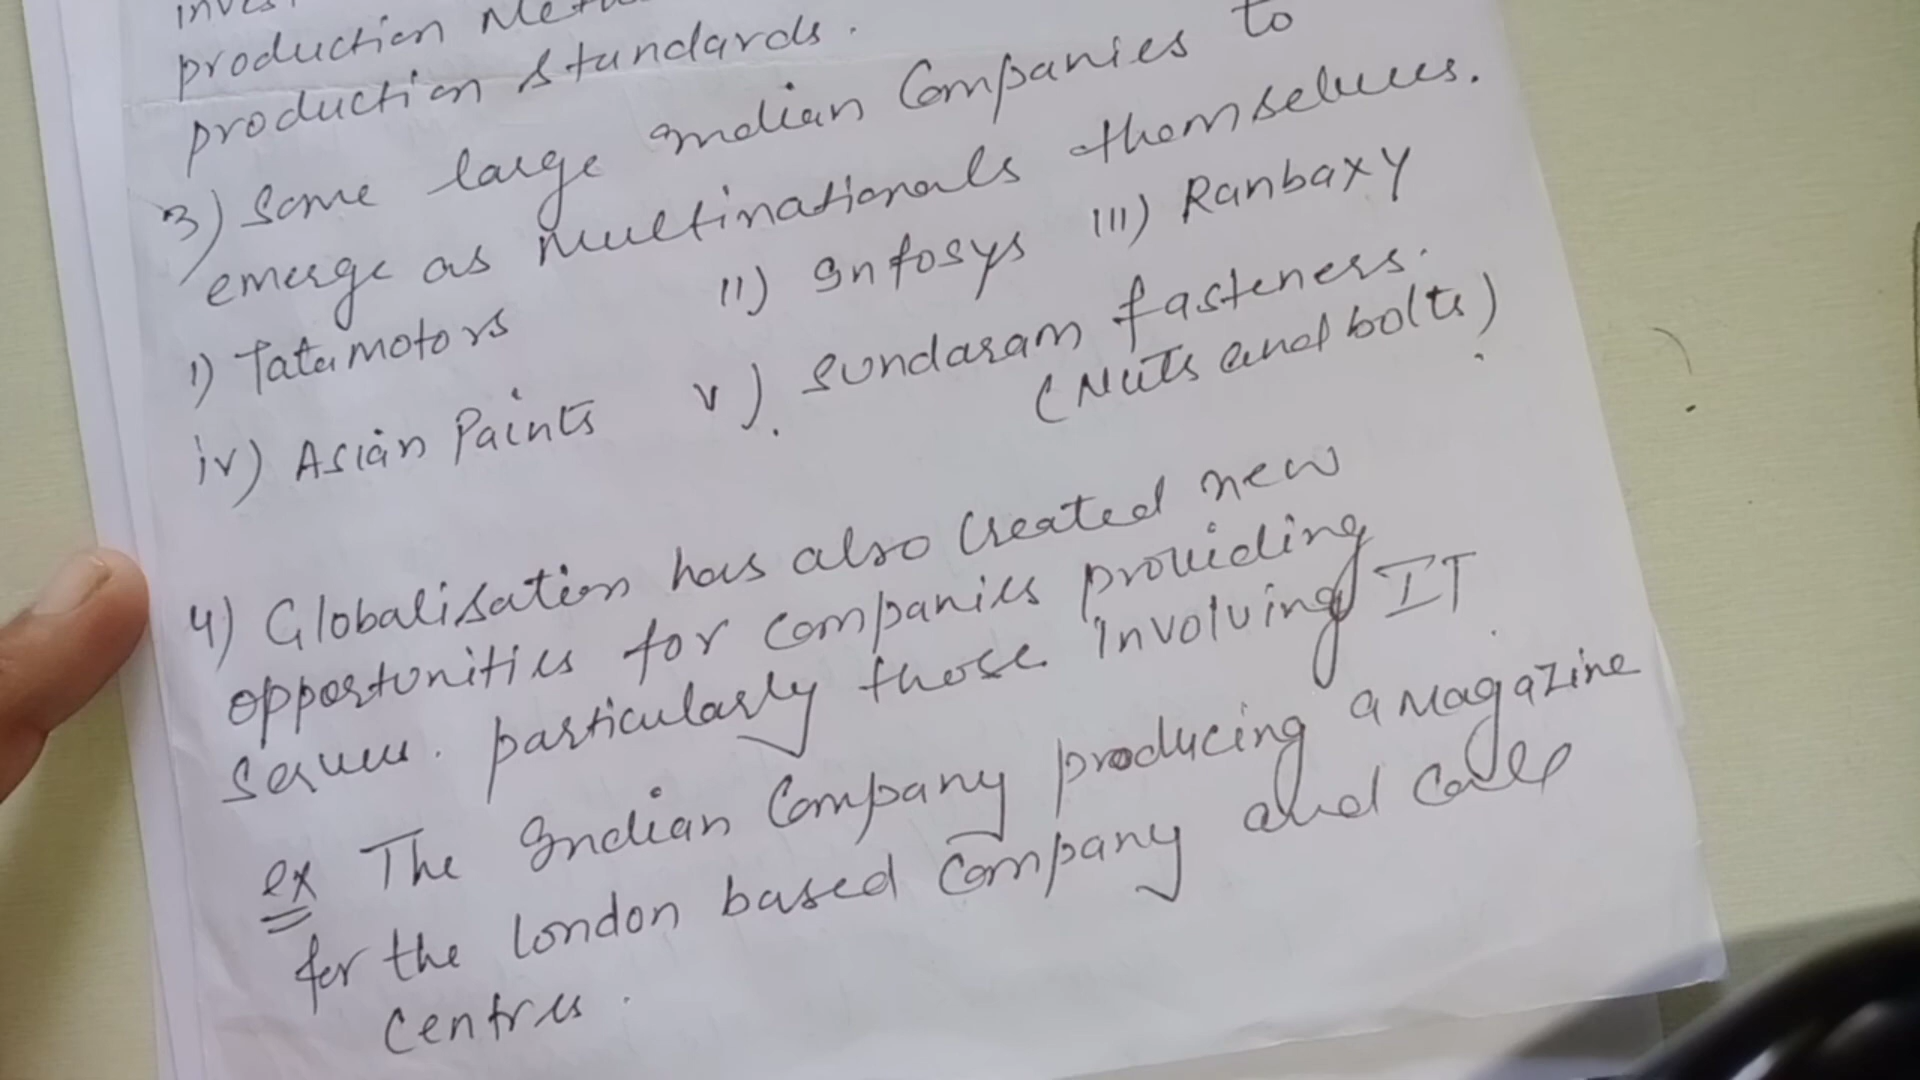 production
production standards.
3) Some large Indian Companies to
emerge as Multinationals themselves.
i) Tata motors ii) Infosys iii) Ranbaxy
iv) Asian Paints v) Sundaram fasteners.
(Nuts and bolts)
4) Globalisation has also created new
opportunities for companies providing
particularly those involving IT
ex The Indian Company producing a Magazine
for the london based Company and Call
Centres.